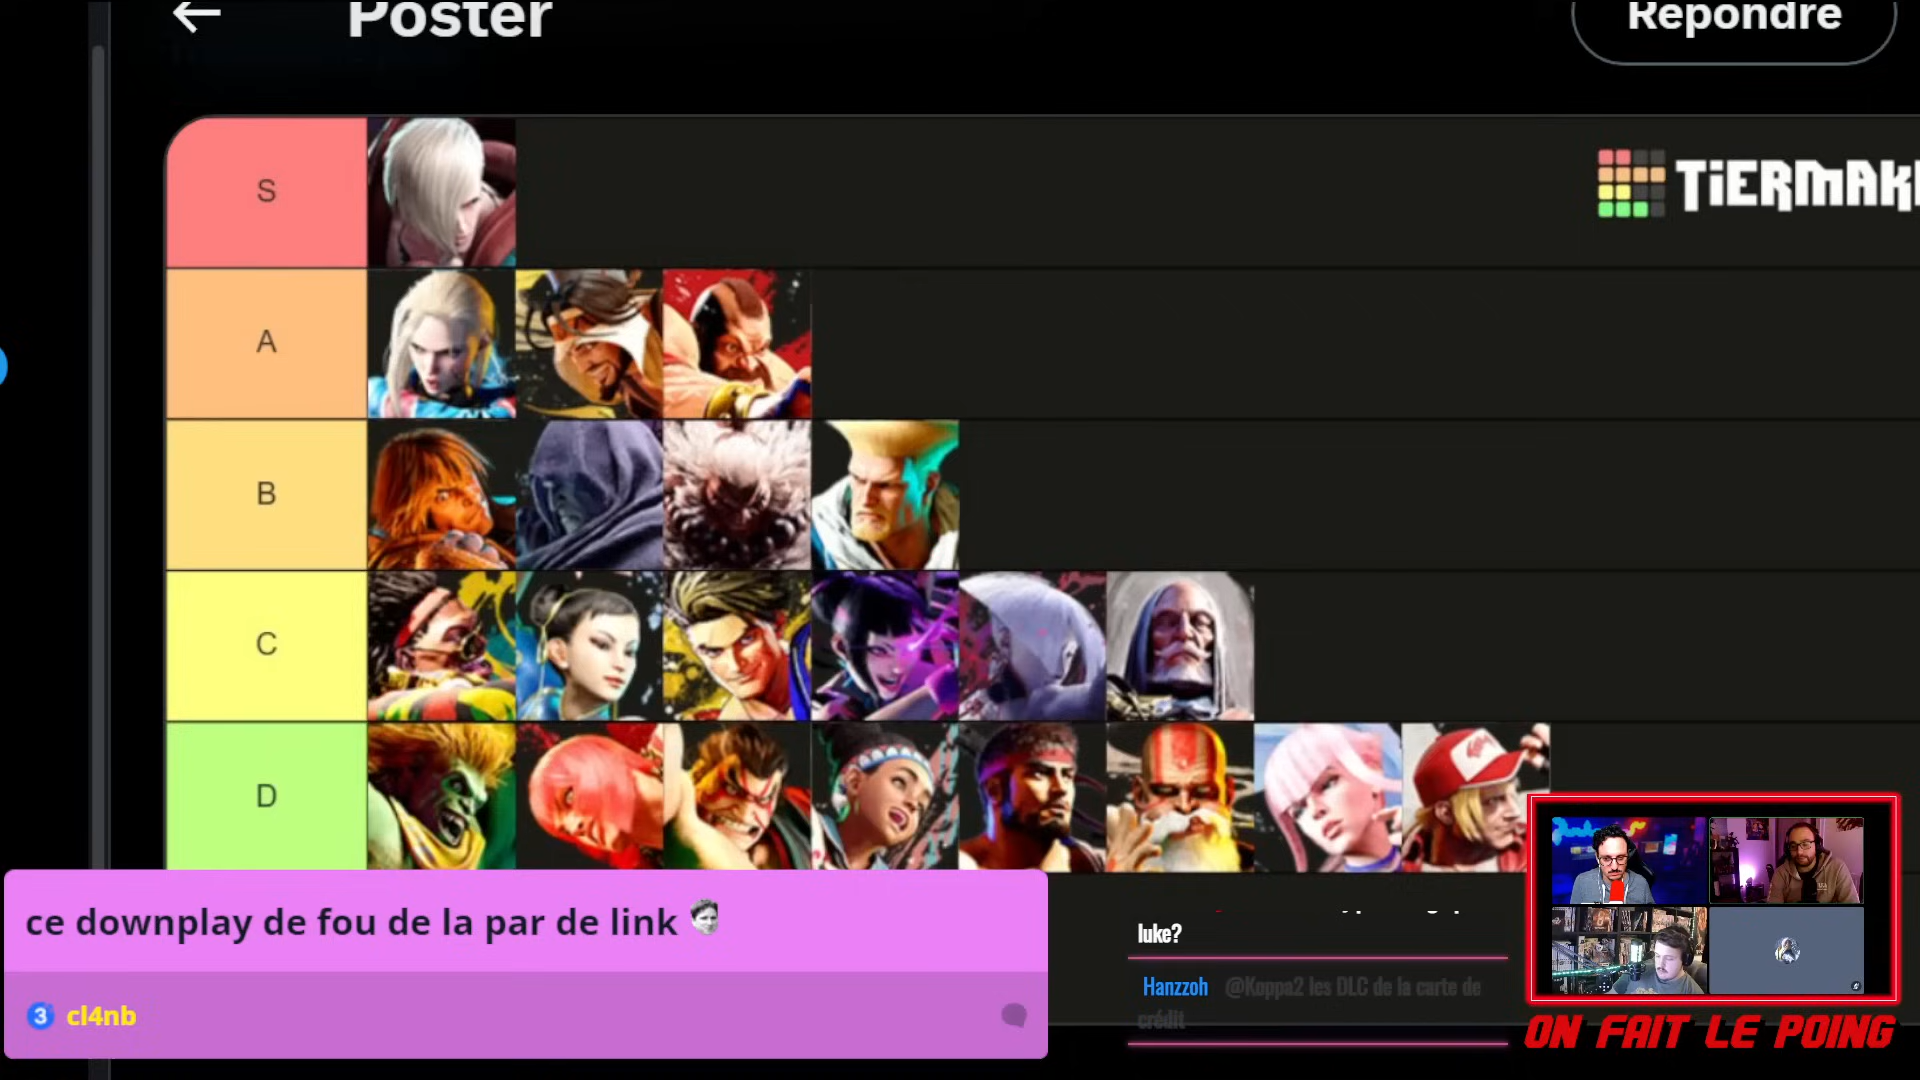 Poster
Répondre
S
TiERMAK
A
B
C
D
ce downplay de fou de la par de link
3 cl4nb
luke?
Hanzzoh @Koppa2 les DLC de la carte de
crédit
ON FAIT LE POING